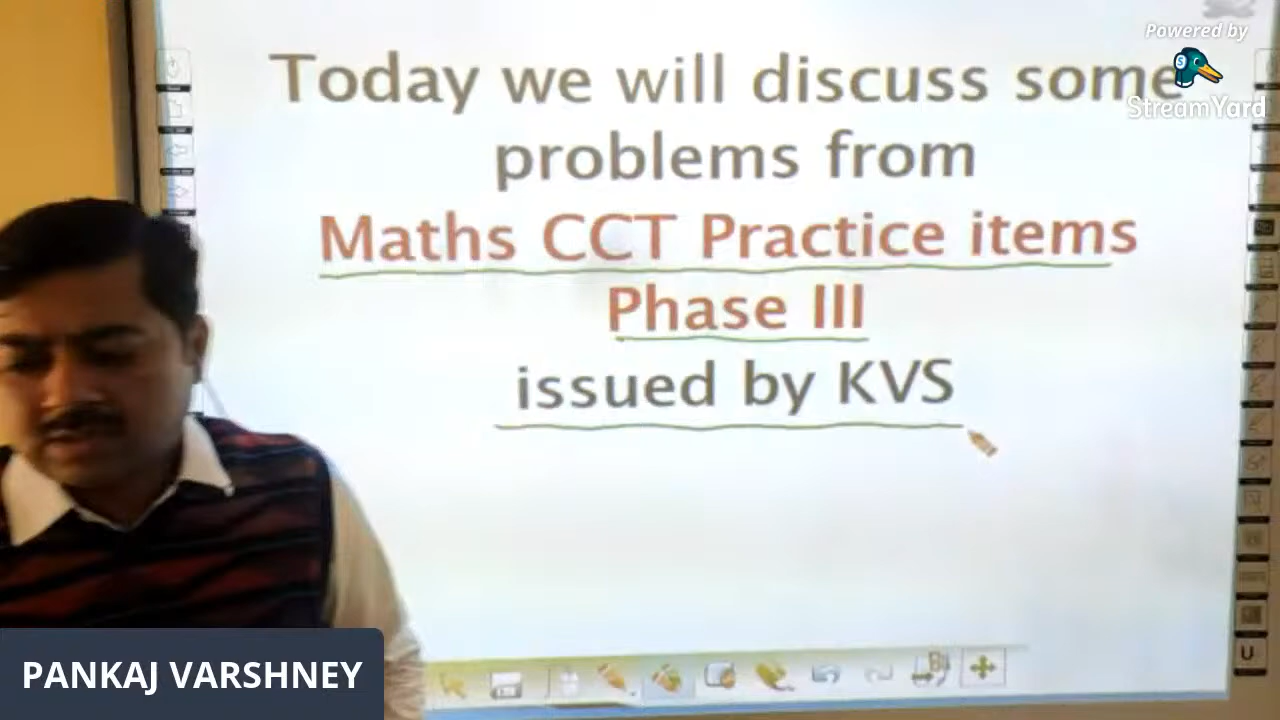 Powered by
StreamYard
Today we will discuss some
problems from
Maths CCT Practice items
Phase III
issued by KVS
PANKAJ VARSHNEY
U